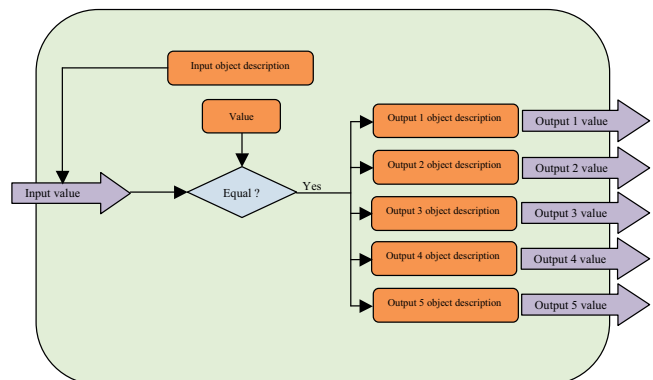 Input object description
Value
Input value
Equal ?
Yes
Output 1 object description
Output 1 value
Output 2 object description
Output 2 value
Output 3 object description
Output 3 value
Output 4 object description
Output 4 value
Output 5 object description
Output 5 value